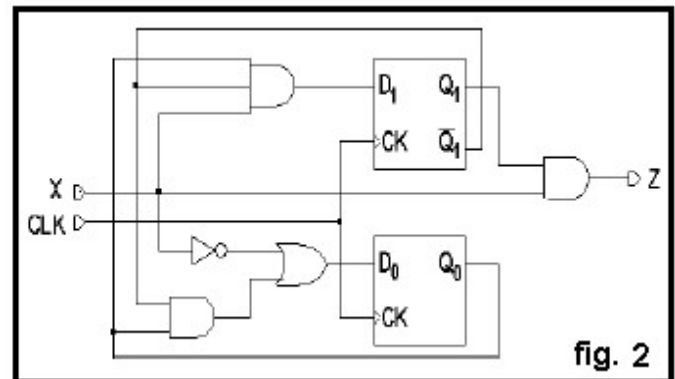 D₁ Q₁
CK Q̅₁
X
Z
CLK
D₀ Q₀
CK
fig. 2